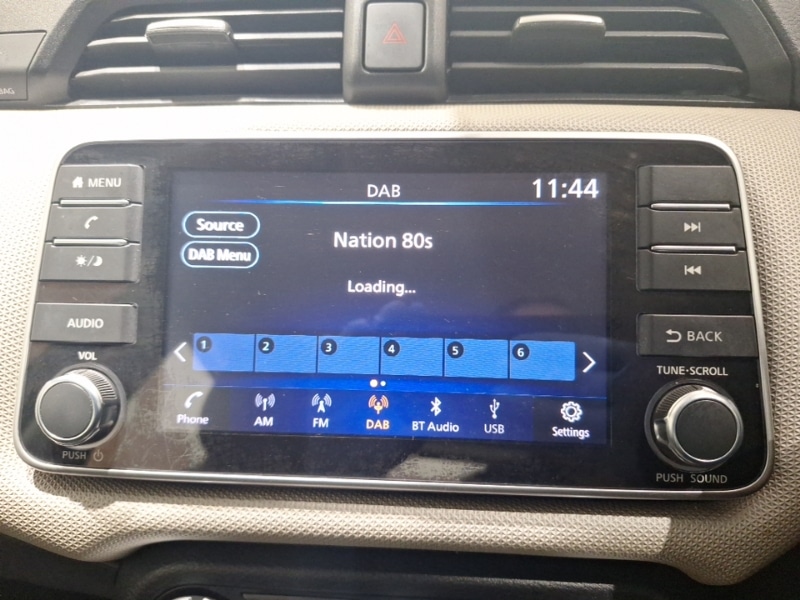 BAG
MENU
AUDIO
VOL
PUSH
DAB 11:44
Source
DAB Menu
Nation 80s
Loading...
1 2 3 4 5 6
Phone AM FM DAB BT Audio USB Settings
BACK
TUNE·SCROLL
PUSH SOUND